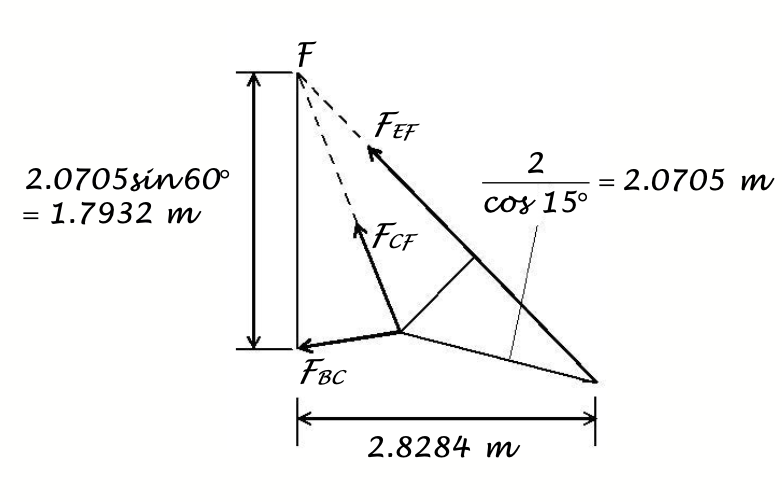 F
F_EF
2.0705sin60°
= 1.7932 m
2
cos 15°
= 2.0705 m
F_CF
F_BC
2.8284 m